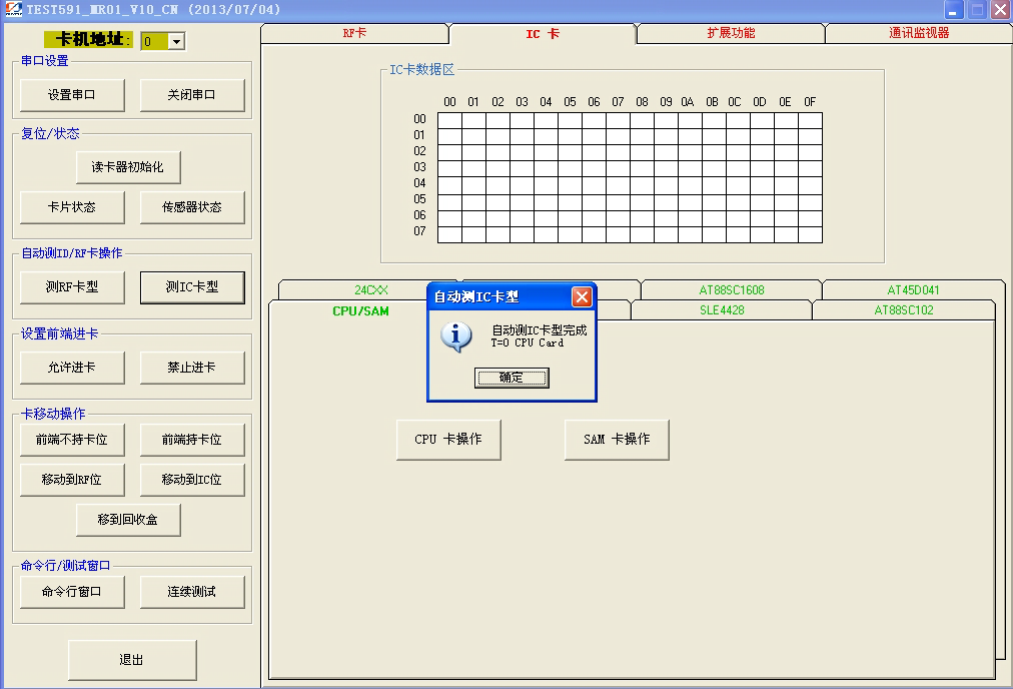 TEST591_MR01_V10_CN (2013/07/04)
卡机地址: 0
串口设置
设置串口 关闭串口
复位/状态
读卡器初始化
卡片状态 传感器状态
自动测ID/RF卡操作
测RF卡型 测IC卡型
设置前端进卡
允许进卡 禁止进卡
卡移动操作
前端不持卡位 前端持卡位
移动到RF位 移动到IC位
移到回收盒
命令行/测试窗口
命令行窗口 连续测试
退出
RF卡 IC 卡 扩展功能 通讯监视器
IC卡数据区
00 01 02 03 04 05 06 07 08 09 0A 0B 0C 0D 0E 0F
00
01
02
03
04
05
06
07
24CXX AT88SC1608 AT45D041
CPU/SAM SLE4428 AT88SC102
自动测IC卡型
自动测IC卡型完成
T=0 CPU Card
确定
CPU 卡操作 SAM 卡操作